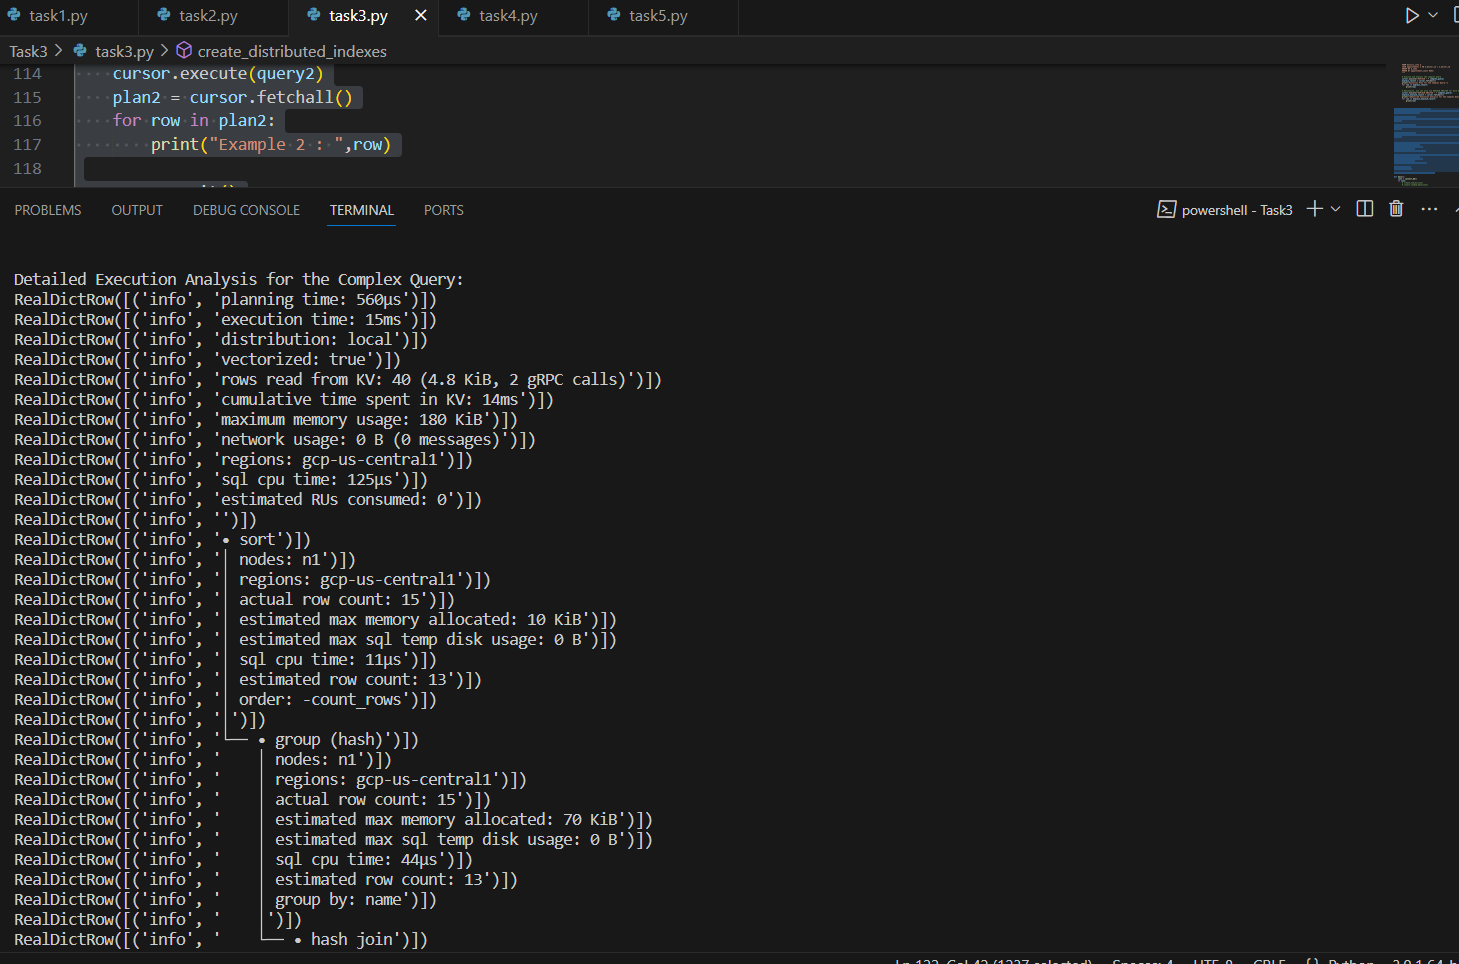 task1.py task2.py task3.py task4.py task5.py
Task3 > task3.py > create_distributed_indexes
114 cursor.execute(query2)
115 plan2 = cursor.fetchall()
116 for row in plan2:
117 print("Example 2 : ",row)
118
PROBLEMS OUTPUT DEBUG CONSOLE TERMINAL PORTS powershell - Task3
Detailed Execution Analysis for the Complex Query:
RealDictRow([('info', 'planning time: 560µs')])
RealDictRow([('info', 'execution time: 15ms')])
RealDictRow([('info', 'distribution: local')])
RealDictRow([('info', 'vectorized: true')])
RealDictRow([('info', 'rows read from KV: 40 (4.8 KiB, 2 gRPC calls)')])
RealDictRow([('info', 'cumulative time spent in KV: 14ms')])
RealDictRow([('info', 'maximum memory usage: 180 KiB')])
RealDictRow([('info', 'network usage: 0 B (0 messages)')])
RealDictRow([('info', 'regions: gcp-us-central1')])
RealDictRow([('info', 'sql cpu time: 125µs')])
RealDictRow([('info', 'estimated RUs consumed: 0')])
RealDictRow([('info', '')])
RealDictRow([('info', '• sort')])
RealDictRow([('info', '│ nodes: n1')])
RealDictRow([('info', '│ regions: gcp-us-central1')])
RealDictRow([('info', '│ actual row count: 15')])
RealDictRow([('info', '│ estimated max memory allocated: 10 KiB')])
RealDictRow([('info', '│ estimated max sql temp disk usage: 0 B')])
RealDictRow([('info', '│ sql cpu time: 11µs')])
RealDictRow([('info', '│ estimated row count: 13')])
RealDictRow([('info', '│ order: -count_rows')])
RealDictRow([('info', '│')])
RealDictRow([('info', '└── • group (hash)')])
RealDictRow([('info', '    │ nodes: n1')])
RealDictRow([('info', '    │ regions: gcp-us-central1')])
RealDictRow([('info', '    │ actual row count: 15')])
RealDictRow([('info', '    │ estimated max memory allocated: 70 KiB')])
RealDictRow([('info', '    │ estimated max sql temp disk usage: 0 B')])
RealDictRow([('info', '    │ sql cpu time: 44µs')])
RealDictRow([('info', '    │ estimated row count: 13')])
RealDictRow([('info', '    │ group by: name')])
RealDictRow([('info', '    │')])
RealDictRow([('info', '    └── • hash join')])